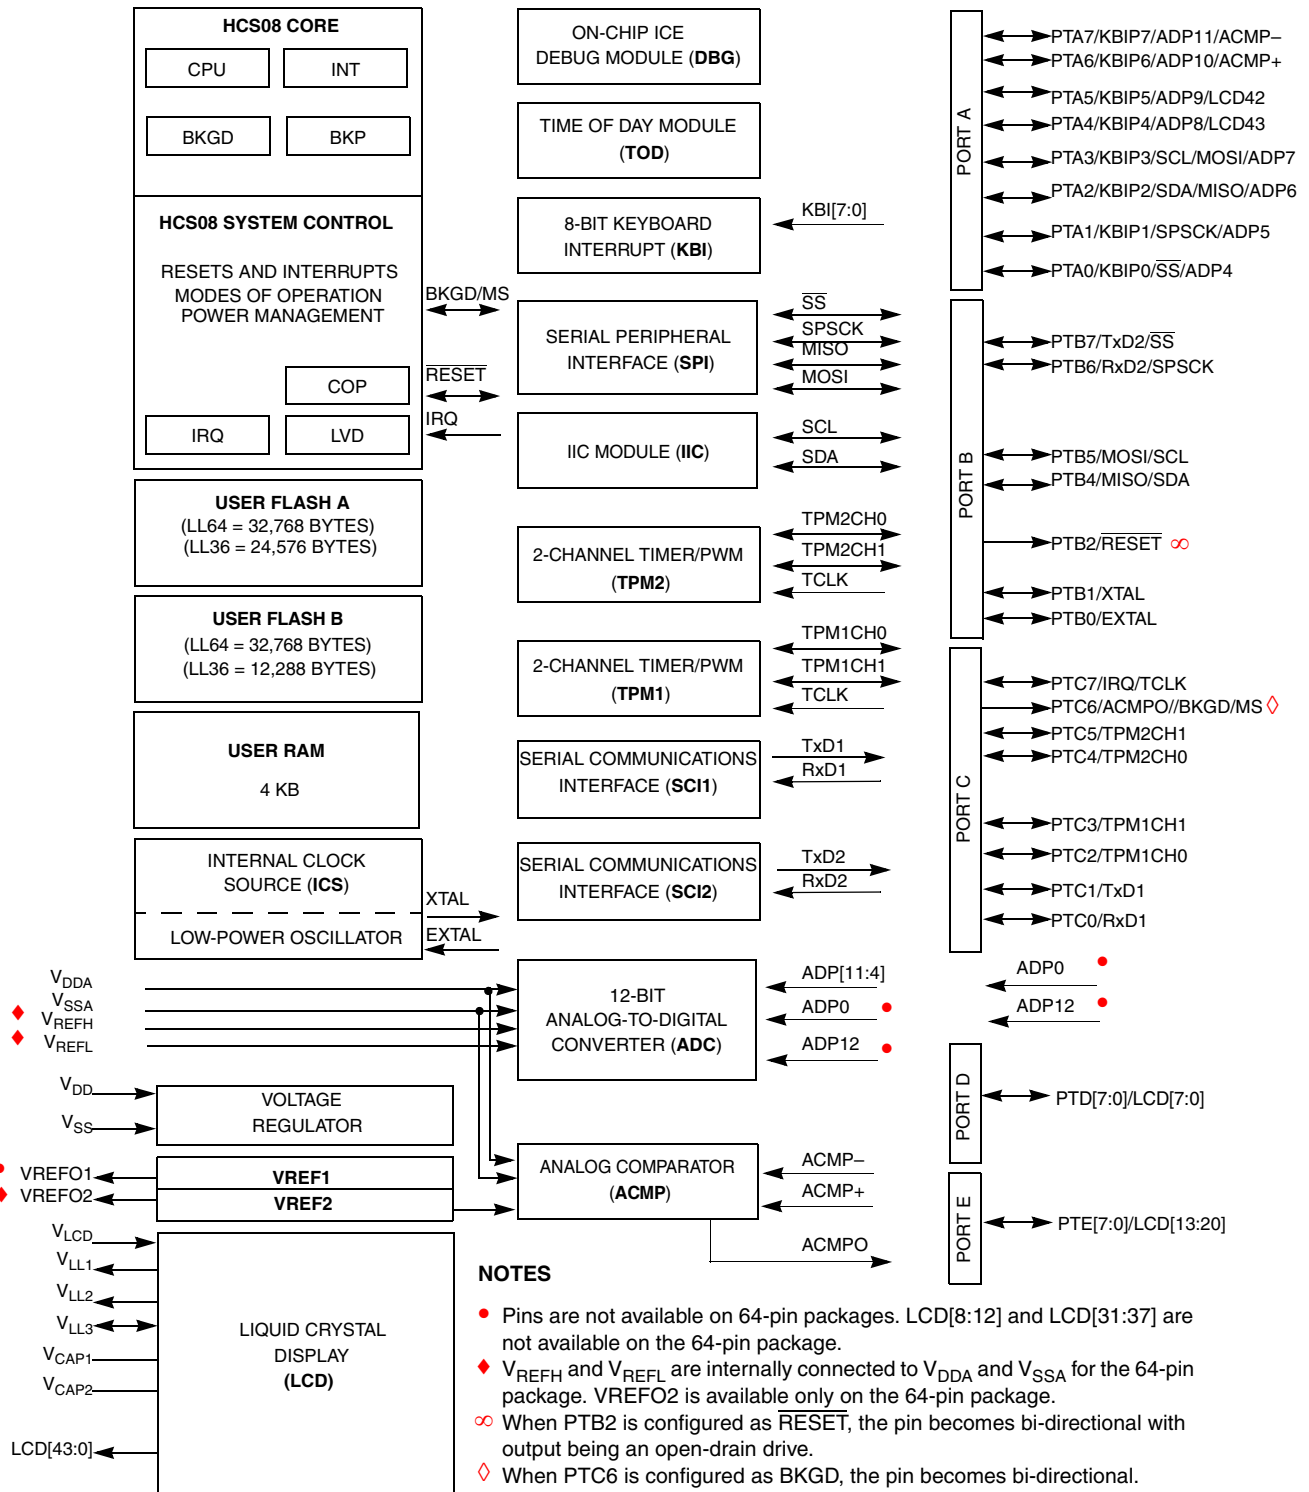 HCS08 CORE
CPU
INT
BKGD
BKP
HCS08 SYSTEM CONTROL
RESETS AND INTERRUPTS
MODES OF OPERATION
POWER MANAGEMENT
COP
IRQ
LVD
BKGD/MS
RESET
IRQ
USER FLASH A
(LL64 = 32,768 BYTES)
(LL36 = 24,576 BYTES)
USER FLASH B
(LL64 = 32,768 BYTES)
(LL36 = 12,288 BYTES)
USER RAM
4 KB
INTERNAL CLOCK
SOURCE (ICS)
LOW-POWER OSCILLATOR
XTAL
EXTAL
VDDA
VSSA
♦ VREFH
♦ VREFL
VDD
VSS
VOLTAGE
REGULATOR
• VREFO1
♦ VREFO2
VREF1
VREF2
VLCD
VLL1
VLL2
VLL3
VCAP1
VCAP2
LCD[43:0]
LIQUID CRYSTAL
DISPLAY
(LCD)
ON-CHIP ICE
DEBUG MODULE (DBG)
TIME OF DAY MODULE
(TOD)
8-BIT KEYBOARD
INTERRUPT (KBI)
KBI[7:0]
SERIAL PERIPHERAL
INTERFACE (SPI)
SS
SPSCK
MISO
MOSI
IIC MODULE (IIC)
SCL
SDA
2-CHANNEL TIMER/PWM
(TPM2)
TPM2CH0
TPM2CH1
TCLK
2-CHANNEL TIMER/PWM
(TPM1)
TPM1CH0
TPM1CH1
TCLK
SERIAL COMMUNICATIONS
INTERFACE (SCI1)
TxD1
RxD1
SERIAL COMMUNICATIONS
INTERFACE (SCI2)
TxD2
RxD2
12-BIT
ANALOG-TO-DIGITAL
CONVERTER (ADC)
ADP[11:4]
ADP0 •
ADP12 •
ANALOG COMPARATOR
(ACMP)
ACMP–
ACMP+
ACMPO
PORT A
PTA7/KBIP7/ADP11/ACMP–
PTA6/KBIP6/ADP10/ACMP+
PTA5/KBIP5/ADP9/LCD42
PTA4/KBIP4/ADP8/LCD43
PTA3/KBIP3/SCL/MOSI/ADP7
PTA2/KBIP2/SDA/MISO/ADP6
PTA1/KBIP1/SPSCK/ADP5
PTA0/KBIP0/SS/ADP4
PORT B
PTB7/TxD2/SS
PTB6/RxD2/SPSCK
PTB5/MOSI/SCL
PTB4/MISO/SDA
PTB2/RESET ∞
PTB1/XTAL
PTB0/EXTAL
PORT C
PTC7/IRQ/TCLK
PTC6/ACMPO//BKGD/MS ◊
PTC5/TPM2CH1
PTC4/TPM2CH0
PTC3/TPM1CH1
PTC2/TPM1CH0
PTC1/TxD1
PTC0/RxD1
ADP0 •
ADP12 •
PORT D
PTD[7:0]/LCD[7:0]
PORT E
PTE[7:0]/LCD[13:20]
NOTES
• Pins are not available on 64-pin packages. LCD[8:12] and LCD[31:37] are
not available on the 64-pin package.
♦ VREFH and VREFL are internally connected to VDDA and VSSA for the 64-pin
package. VREFO2 is available only on the 64-pin package.
∞ When PTB2 is configured as RESET, the pin becomes bi-directional with
output being an open-drain drive.
◊ When PTC6 is configured as BKGD, the pin becomes bi-directional.